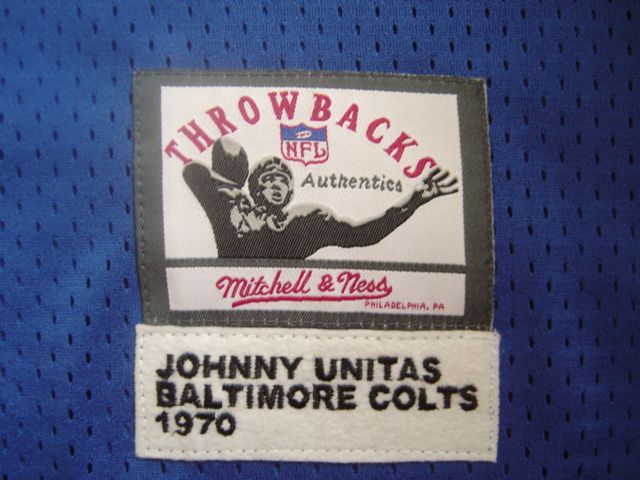 THROWBACKS
NFL
Authentics
Mitchell & Ness
PHILADELPHIA, PA
JOHNNY UNITAS
BALTIMORE COLTS
1970